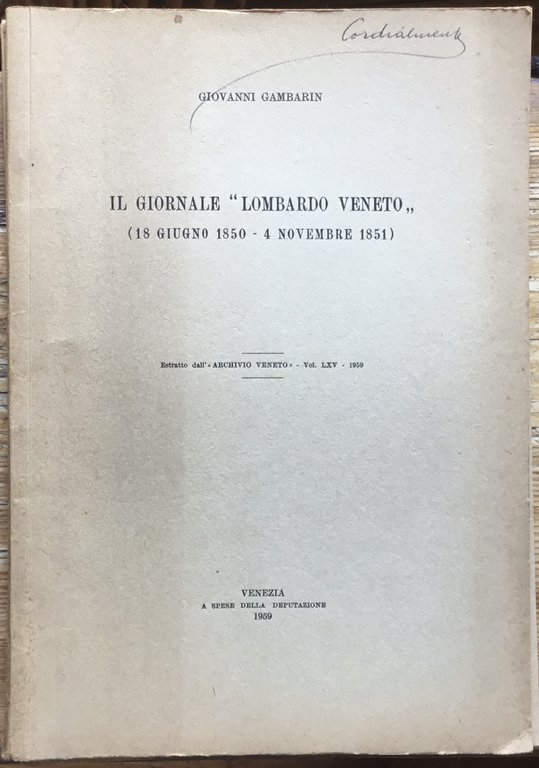 Cordialmente
GIOVANNI GAMBARIN
IL GIORNALE “LOMBARDO VENETO„
(18 GIUGNO 1850 - 4 NOVEMBRE 1851)
Estratto dall'«ARCHIVIO VENETO» - Vol. LXV - 1959
VENEZIA
A SPESE DELLA DEPUTAZIONE
1959